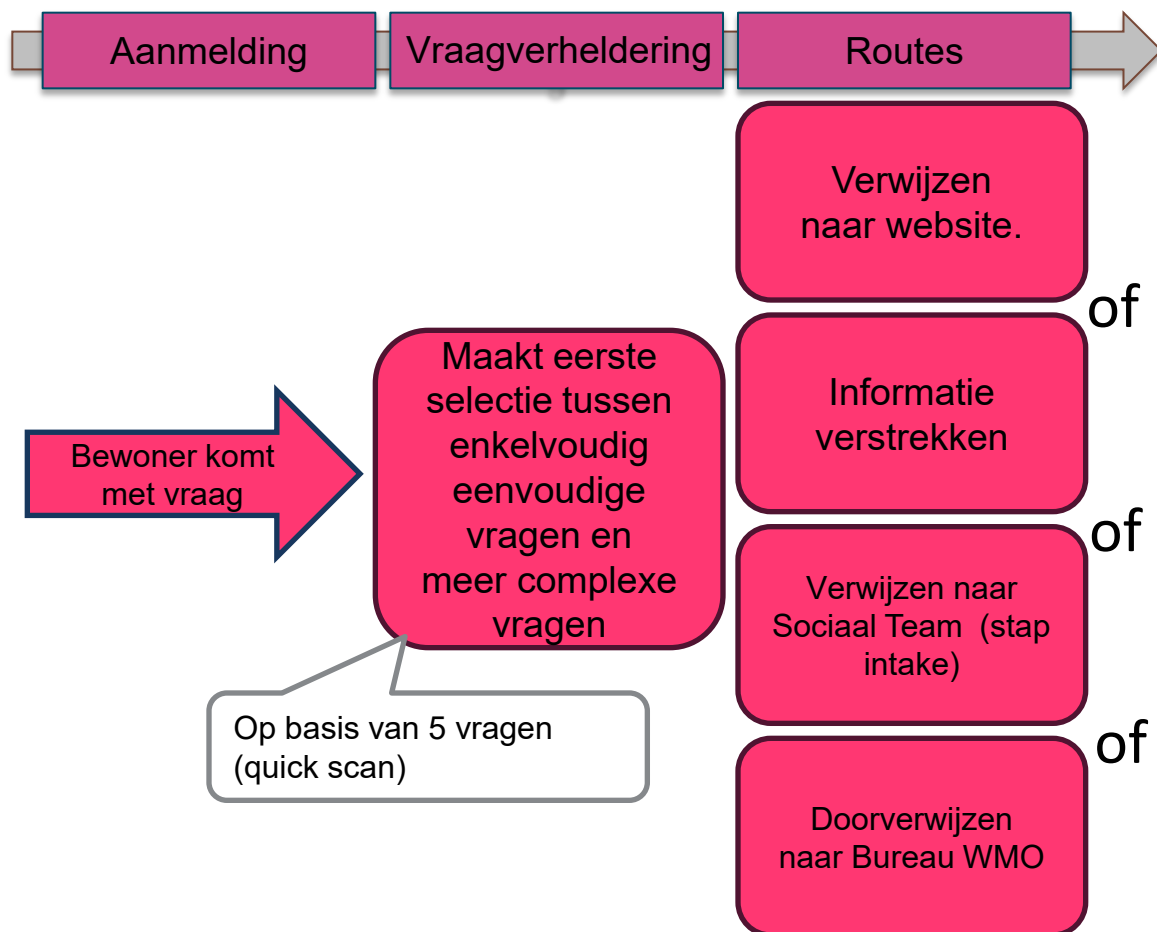 Aanmelding
Vraagverheldering
Routes
Bewoner komt
met vraag
Maakt eerste
selectie tussen
enkelvoudig
eenvoudige
vragen en
meer complexe
vragen
Op basis van 5 vragen
(quick scan)
Verwijzen
naar website.
of
Informatie
verstrekken
of
Verwijzen naar
Sociaal Team  (stap
intake)
of
Doorverwijzen
naar Bureau WMO